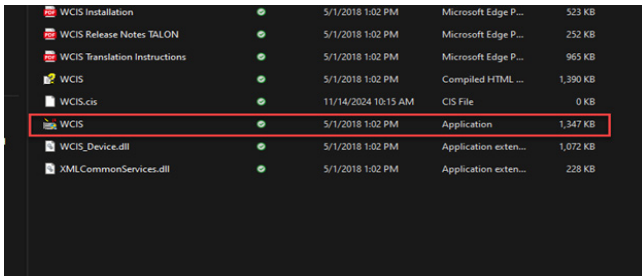 WCIS Installation 5/1/2018 1:02 PM Microsoft Edge P... 523 KB
WCIS Release Notes TALON 5/1/2018 1:02 PM Microsoft Edge P... 252 KB
WCIS Translation Instructions 5/1/2018 1:02 PM Microsoft Edge P... 965 KB
WCIS 5/1/2018 1:02 PM Compiled HTML ... 1,390 KB
WCIS.cis 11/14/2024 10:15 AM CIS File 0 KB
WCIS 5/1/2018 1:02 PM Application 1,347 KB
WCIS_Device.dll 5/1/2018 1:02 PM Application exten... 1,072 KB
XMLCommonServices.dll 5/1/2018 1:02 PM Application exten... 228 KB